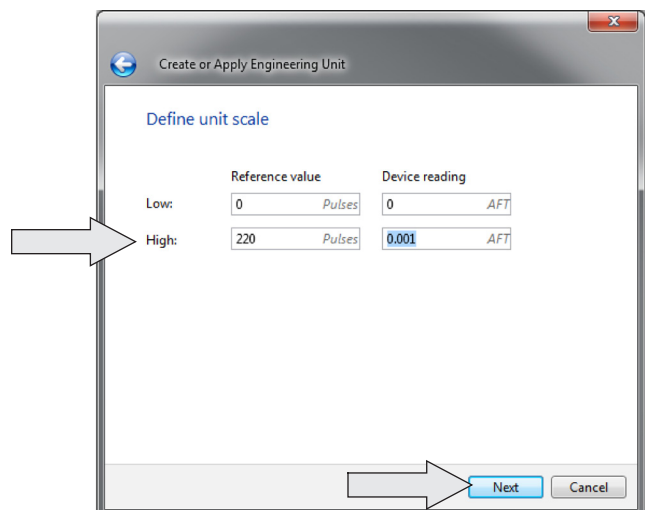 Create or Apply Engineering Unit
Define unit scale
Reference value Device reading
Low: 0 Pulses 0 AFT
High: 220 Pulses 0.001 AFT
Next Cancel